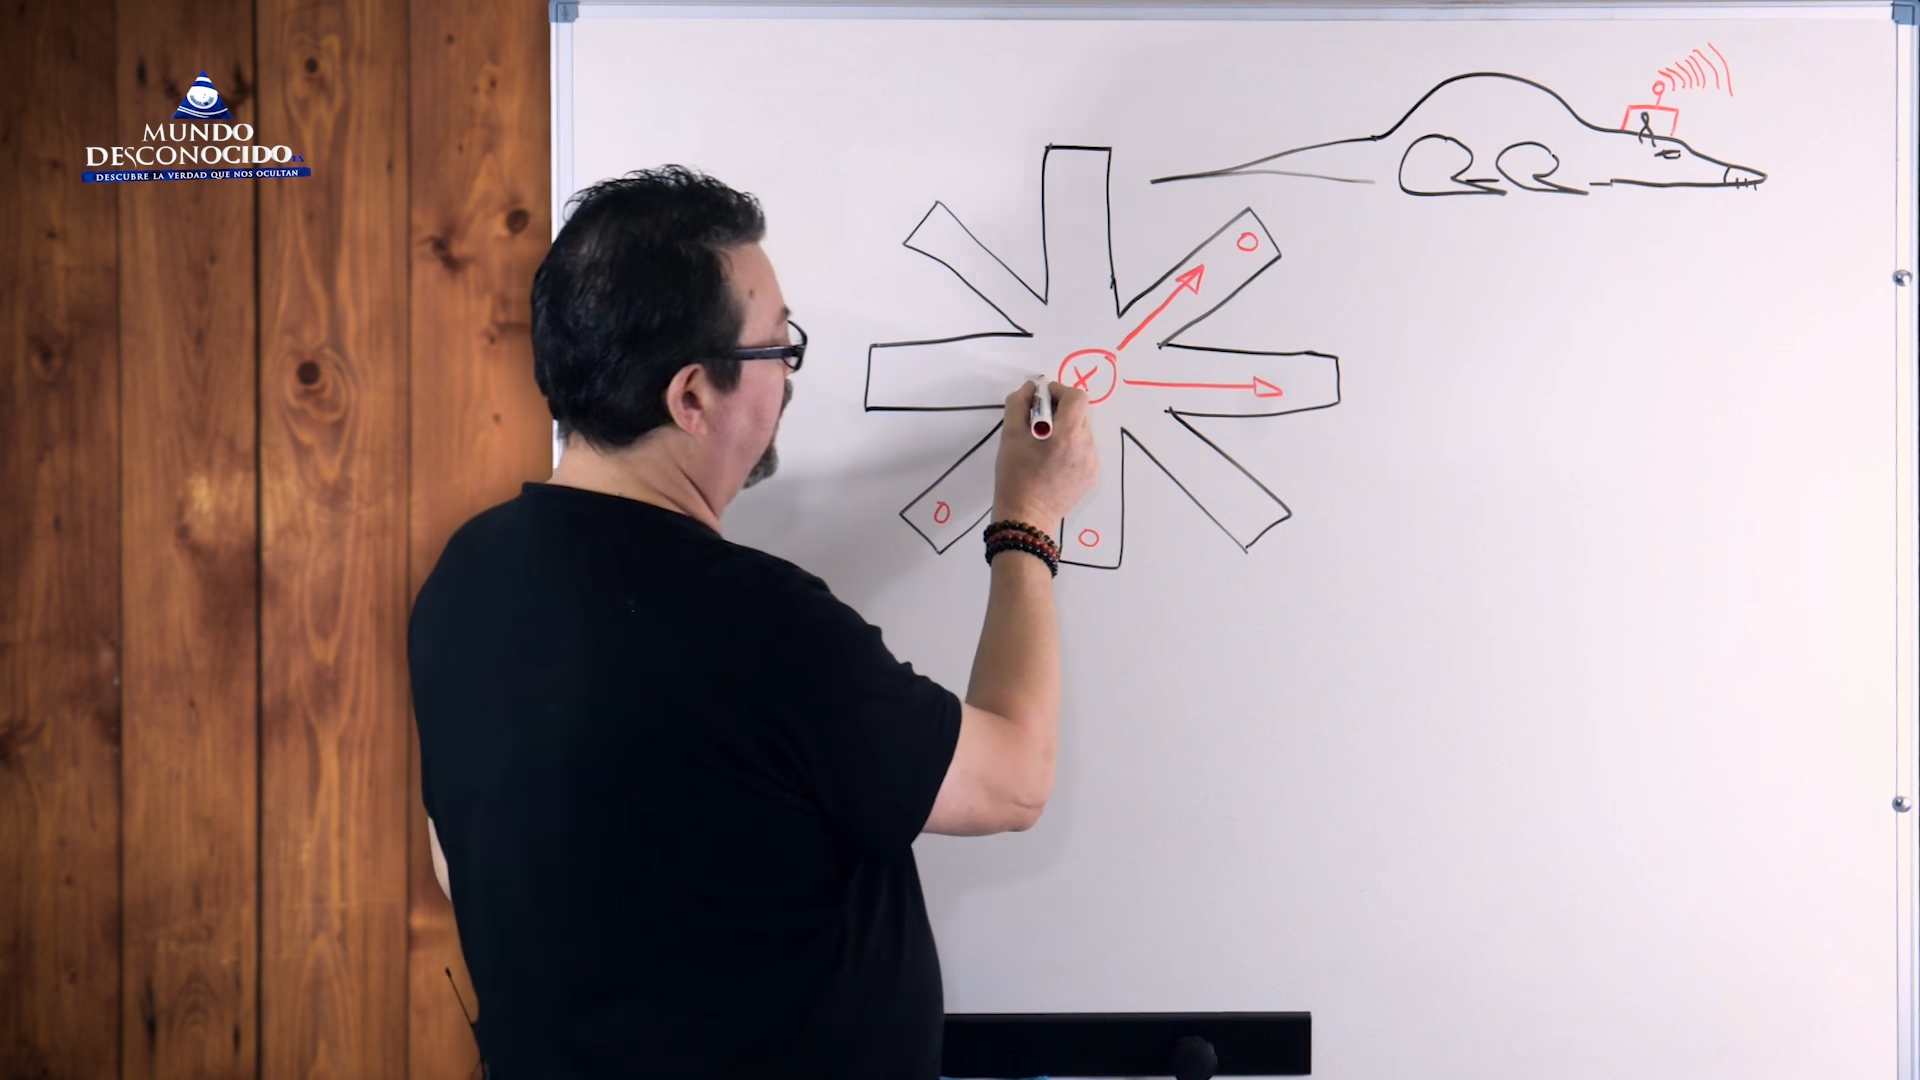 MUNDO
DESCONOCIDO.ES
DESCUBRE LA VERDAD QUE NOS OCULTAN
X
O
O
O